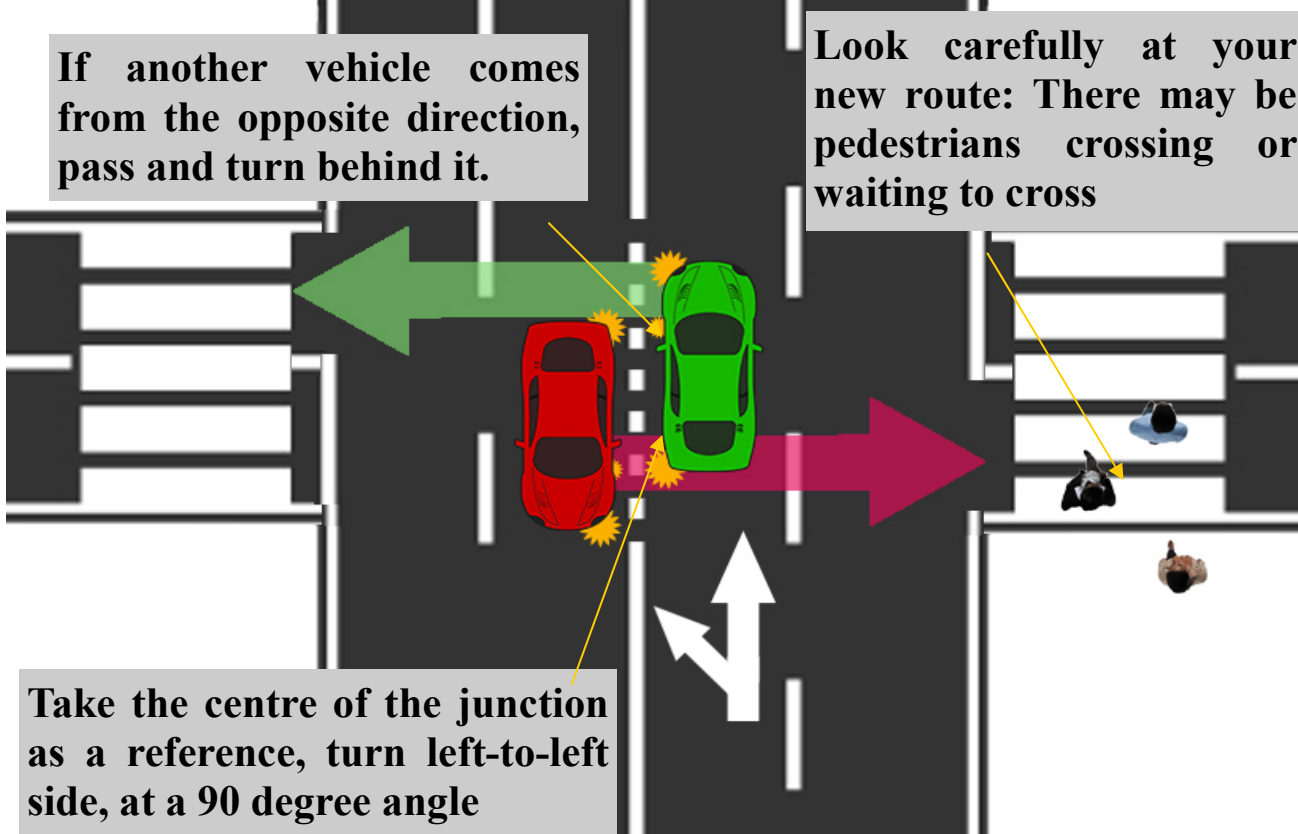 If another vehicle comes
from the opposite direction,
pass and turn behind it.
Look carefully at your
new route: There may be
pedestrians crossing or
waiting to cross
Take the centre of the junction
as a reference, turn left-to-left
side, at a 90 degree angle